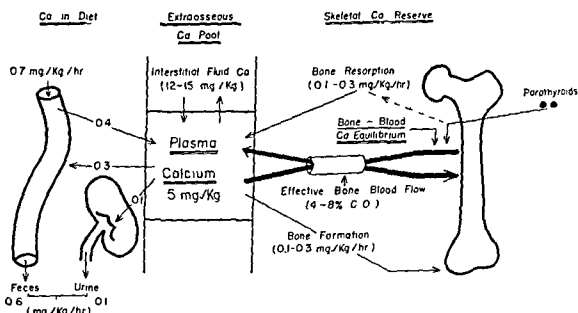 Ca in Diet
Extraosseous
Ca Pool
Skeletal Ca Reserve
0.7 mg/Kg/hr
Interstitial Fluid Ca
(12-15 mg/Kg)
Bone Resorption
(0.1-0.3 mg/Kg/hr)
Parathyroids
0.4
Plasma
Bone ~ Blood
Ca Equilibrium
0.3
Calcium
5 mg/Kg
0.1
Effective Bone Blood Flow
(4-8% C O)
Bone Formation
(0.1-0.3 mg/Kg/hr)
Feces
Urine
0.6
0.1
(mg/Kg/hr)